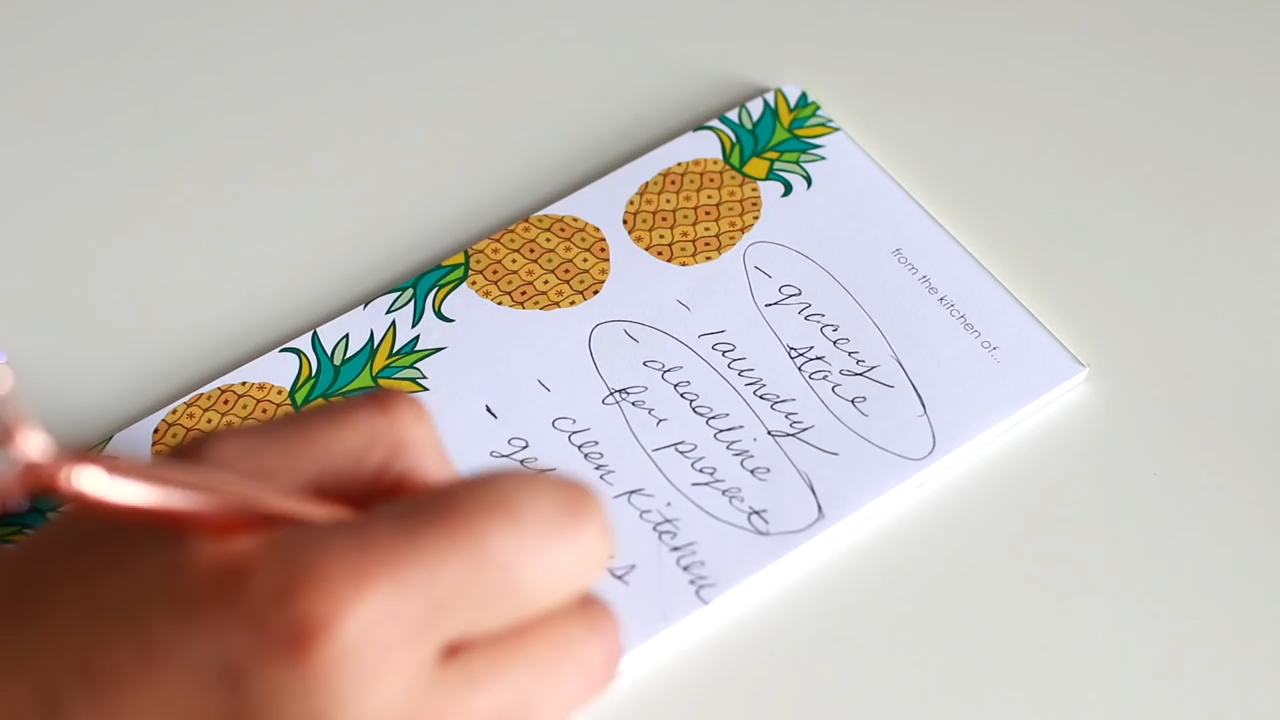 from the kitchen of...
- grocery
store
- laundry
- deadline
for project
- clean kitchen
-